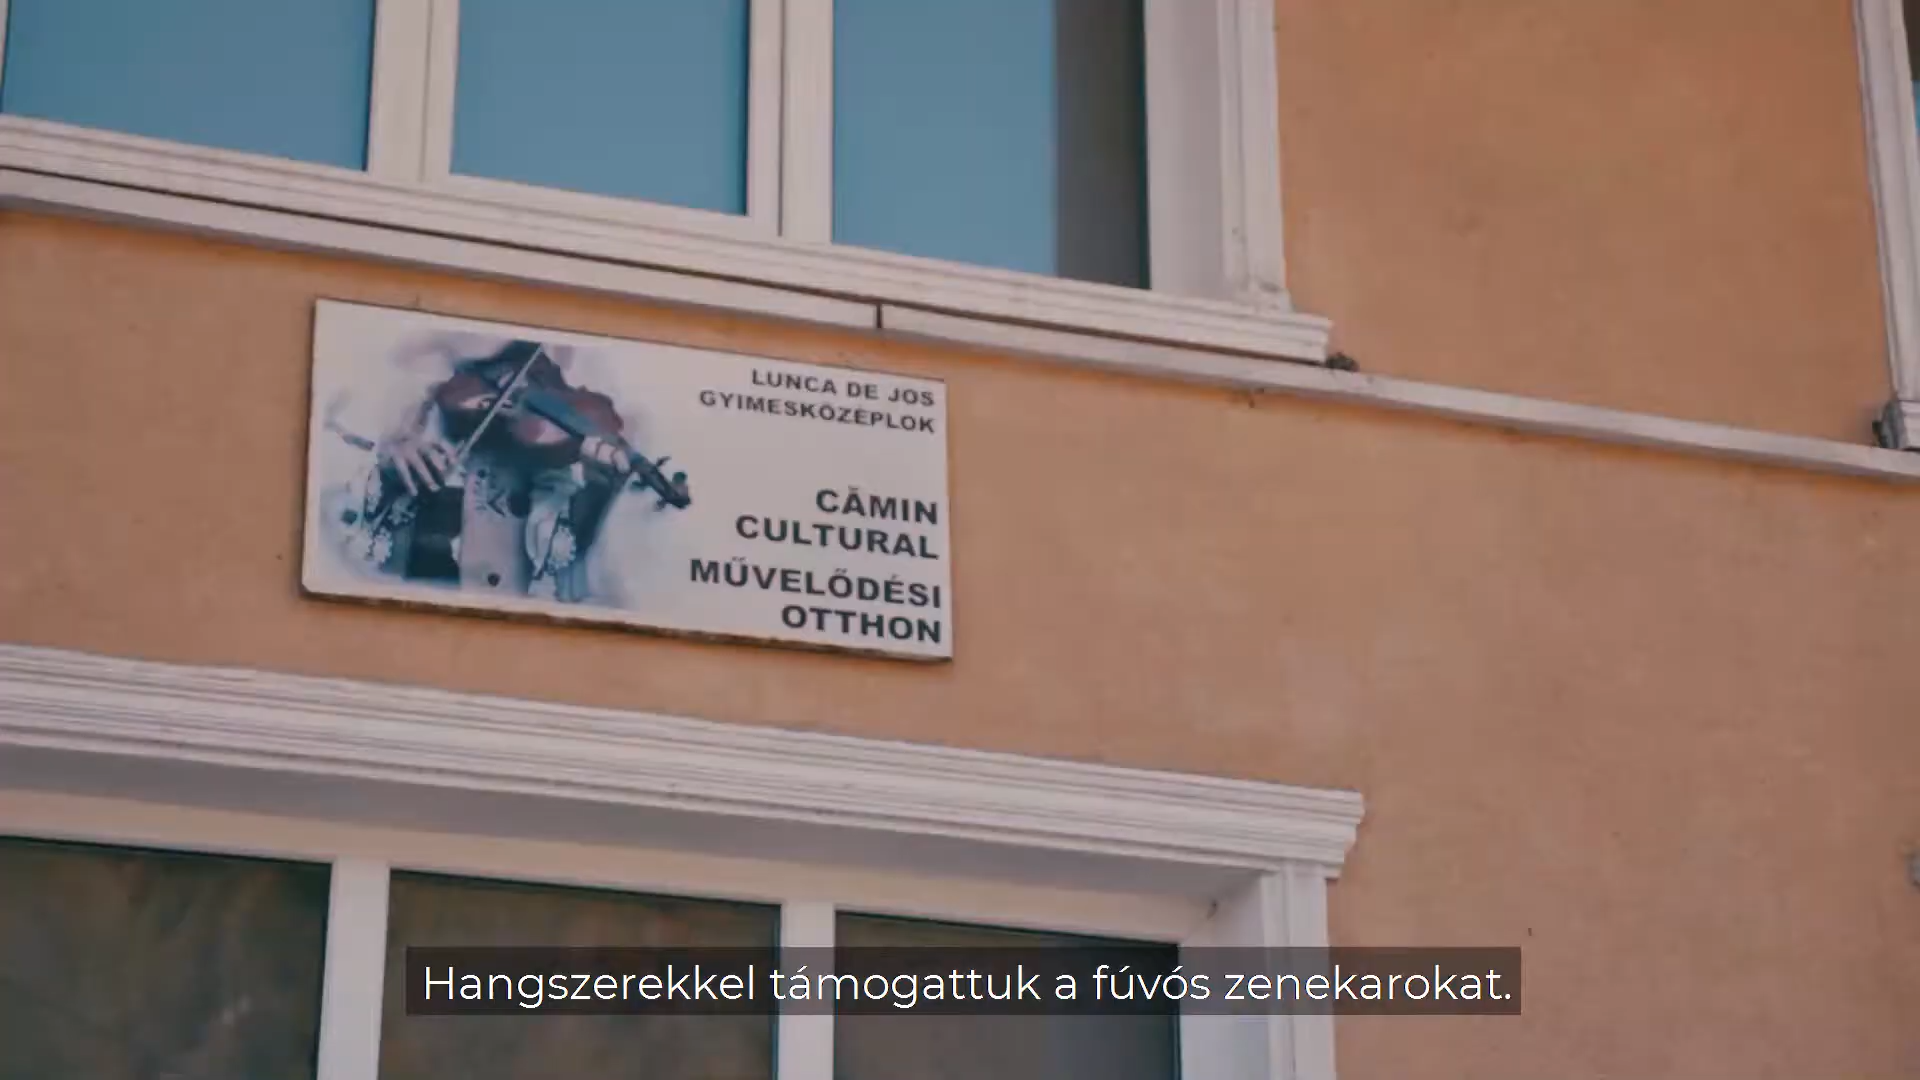 LUNCA DE JOS
GYIMESKÖZÉPLOK
CĂMIN
CULTURAL
MŰVELŐDÉSI
OTTHON
Hangszerekkel támogattuk a fúvós zenekarokat.